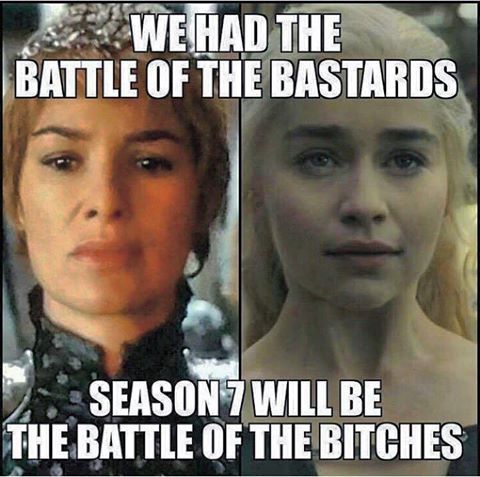 WE HAD THE
BATTLE OF THE BASTARDS
SEASON 7 WILL BE
THE BATTLE OF THE BITCHES